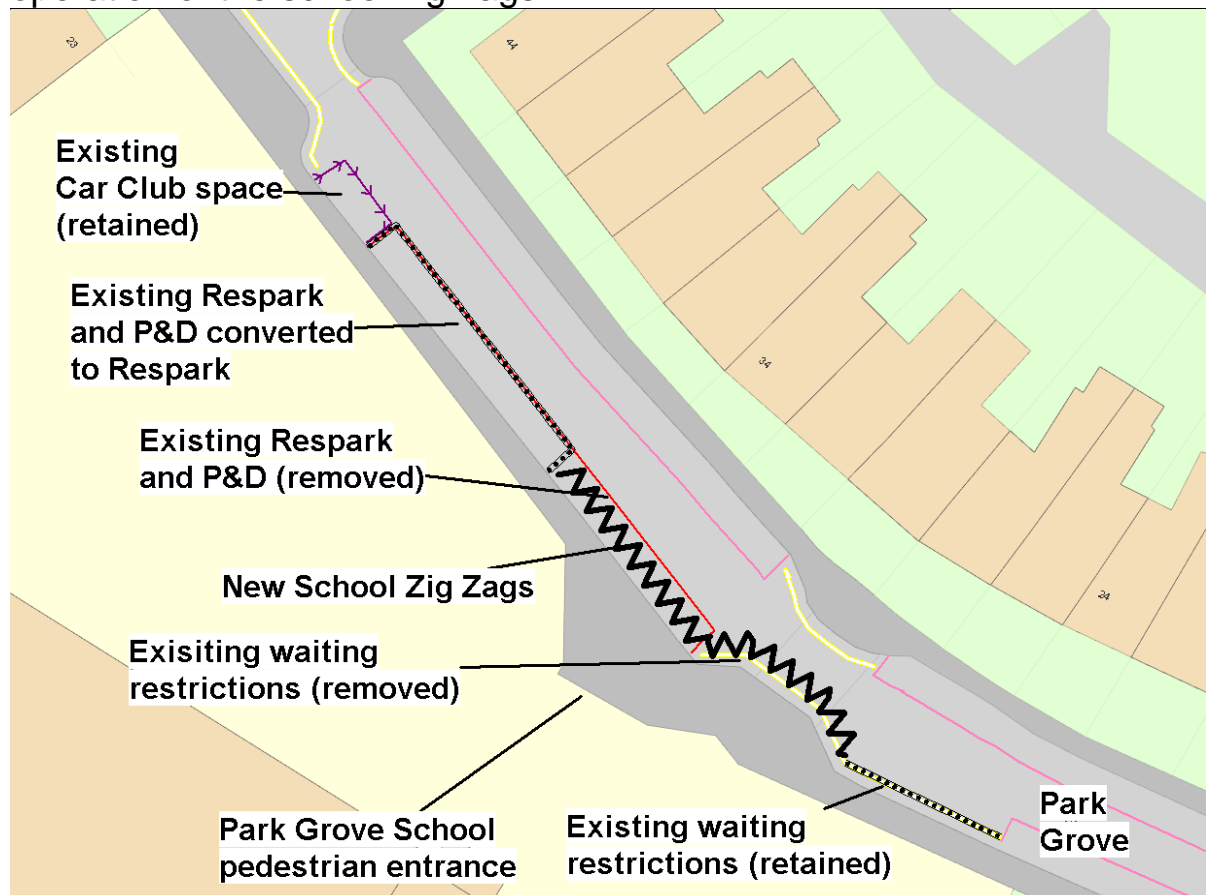 23
44
Existing
Car Club space
(retained)
Existing Respark
and P&D converted
to Respark
34
Existing Respark
and P&D (removed)
New School Zig Zags
24
Exisiting waiting
restrictions (removed)
Park Grove School
pedestrian entrance
Existing waiting
restrictions (retained)
Park
Grove